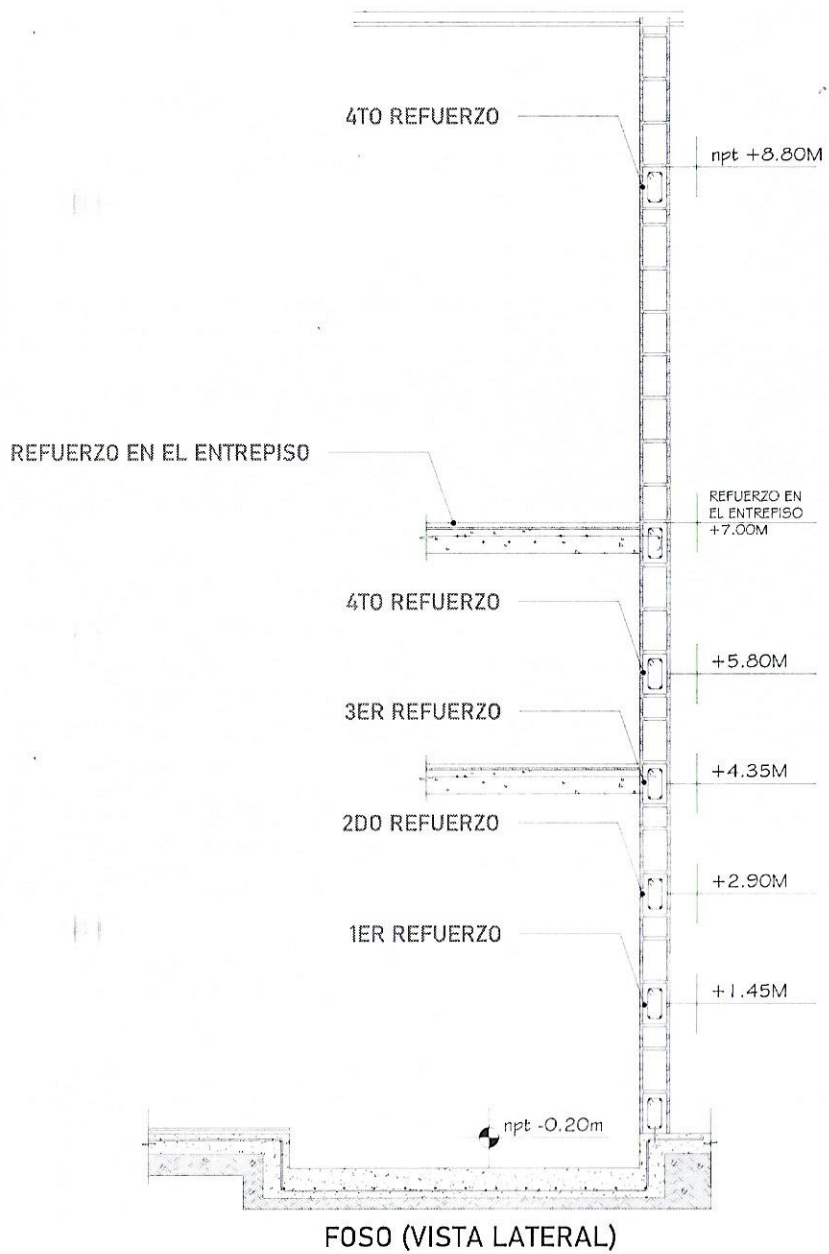 4TO REFUERZO
npt +8.80M
REFUERZO EN EL ENTREPISO
REFUERZO EN
EL ENTREPISO
+7.00M
4TO REFUERZO
+5.80M
3ER REFUERZO
+4.35M
2DO REFUERZO
+2.90M
1ER REFUERZO
+1.45M
npt -0.20m
FOSO (VISTA LATERAL)